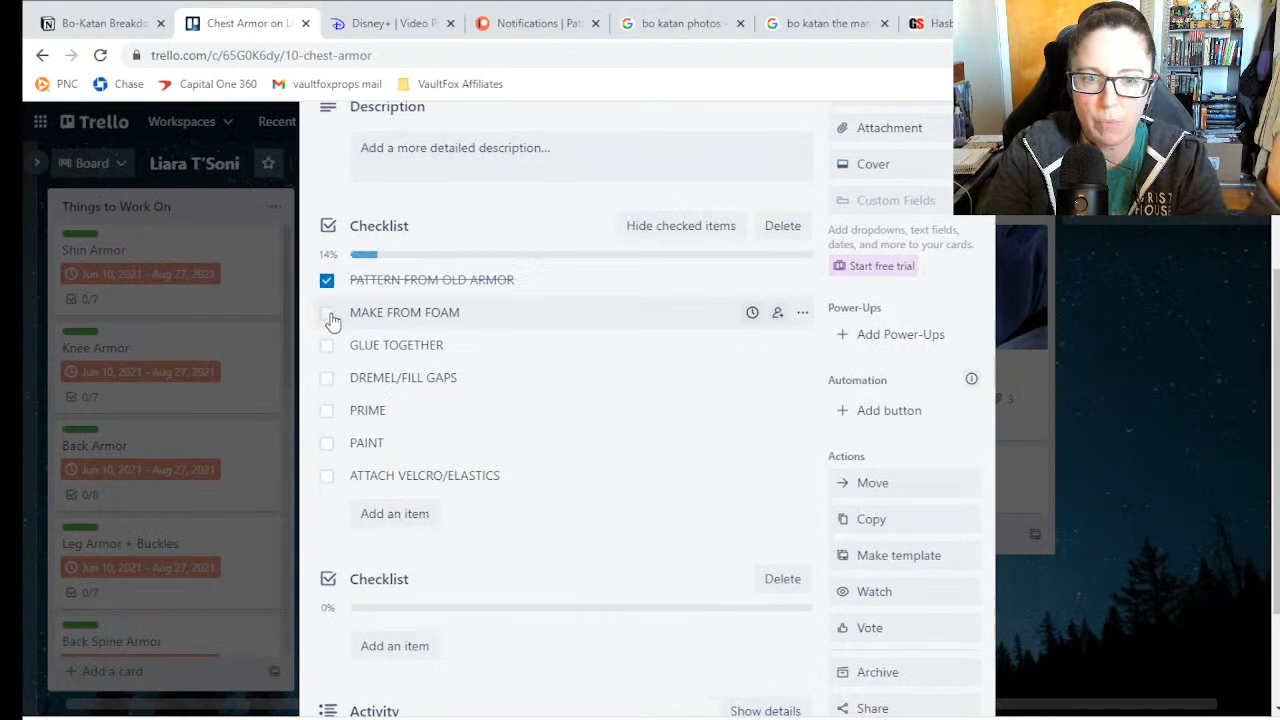 Bo-Katan Breakdo
Chest Armor on L
Disney+ | Video P
Notifications | Pat
bo katan photos -
bo katan the man
GS Hasb
trello.com/c/65G0K6dy/10-chest-armor
PNC Chase Capital One 360 vaultfoxprops mail VaultFox Affiliates
Trello Workspaces Recent
Board Liara T'Soni
Things to Work On
Shin Armor
Jun 10, 2021 - Aug 27, 2021
0/7
Knee Armor
Jun 10, 2021 - Aug 27, 2021
0/7
Back Armor
Jun 10, 2021 - Aug 27, 2021
0/8
Leg Armor + Buckles
Jun 10, 2021 - Aug 27, 2021
0/7
Back Spine Armor
+ Add a card
Description
Add a more detailed description...
Checklist Hide checked items Delete
14%
PATTERN FROM OLD ARMOR
MAKE FROM FOAM
GLUE TOGETHER
DREMEL/FILL GAPS
PRIME
PAINT
ATTACH VELCRO/ELASTICS
Add an item
Checklist Delete
0%
Add an item
Activity Show details
Attachment
Cover
Custom Fields
Add dropdowns, text fields,
dates, and more to your cards.
Start free trial
Power-Ups
+ Add Power-Ups
Automation
+ Add button
Actions
Move
Copy
Make template
Watch
Vote
Archive
Share
3
GRIST
HOUSE